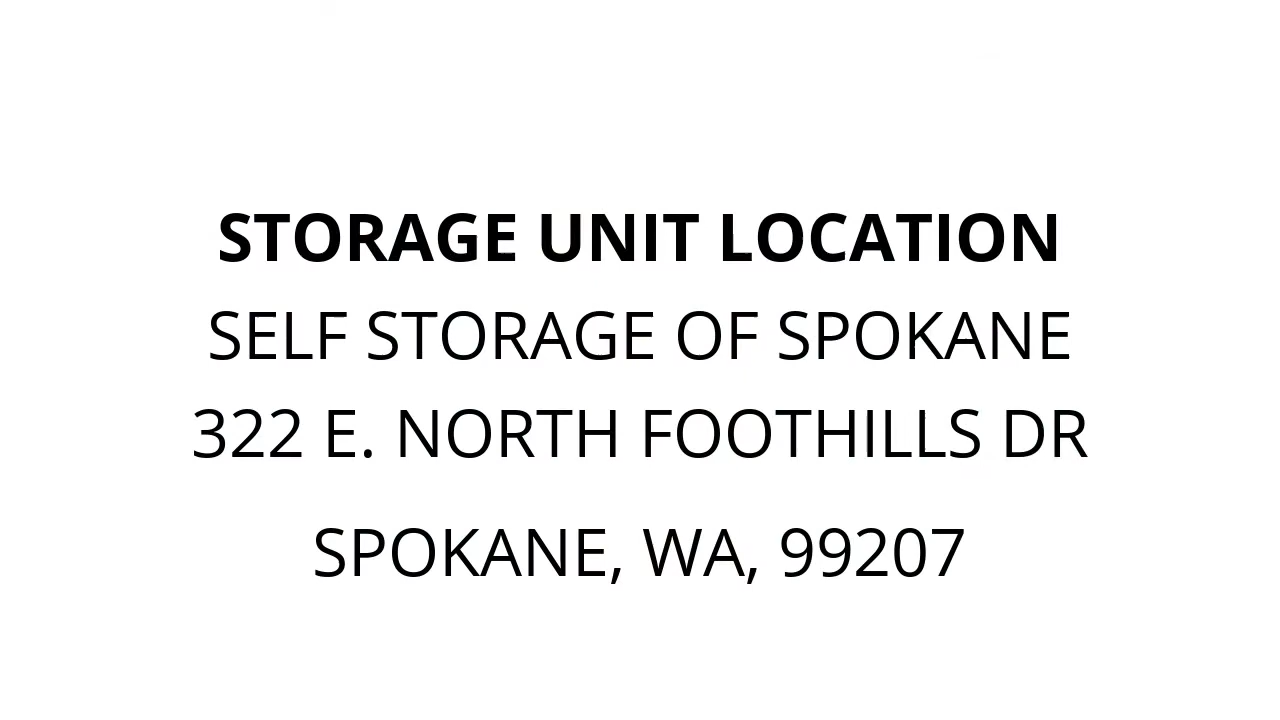 STORAGE UNIT LOCATION
SELF STORAGE OF SPOKANE
322 E. NORTH FOOTHILLS DR
SPOKANE, WA, 99207